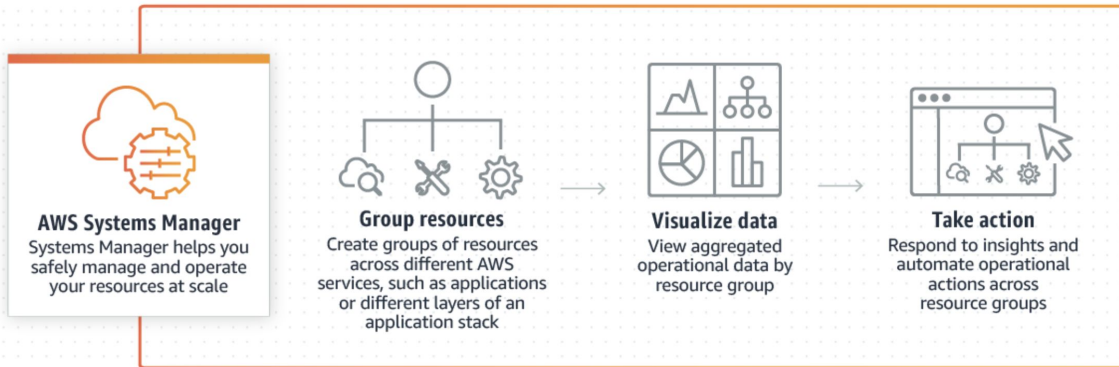 AWS Systems Manager
Systems Manager helps you
safely manage and operate
your resources at scale
Group resources
Create groups of resources
across different AWS
services, such as applications
or different layers of an
application stack
Visualize data
View aggregated
operational data by
resource group
Take action
Respond to insights and
automate operational
actions across
resource groups